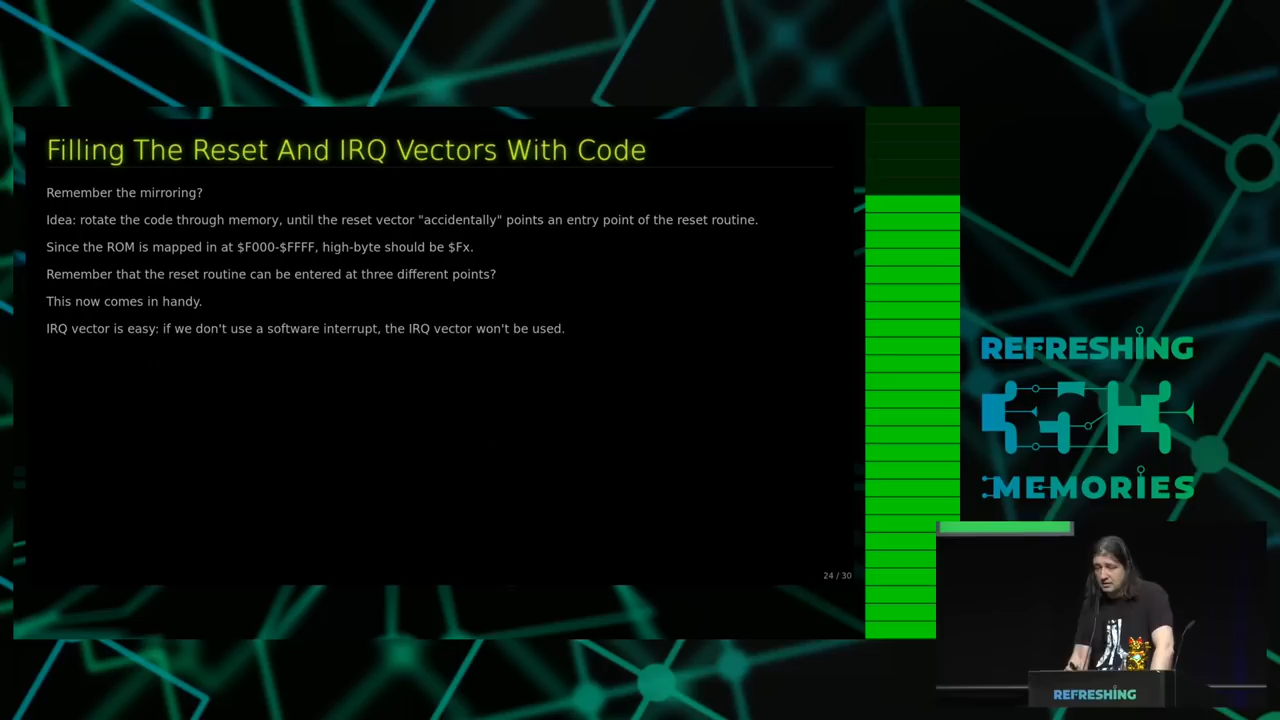 Filling The Reset And IRQ Vectors With Code
Remember the mirroring?
Idea: rotate the code through memory, until the reset vector "accidentally" points an entry point of the reset routine.
Since the ROM is mapped in at $F000-$FFFF, high-byte should be $Fx.
Remember that the reset routine can be entered at three different points?
This now comes in handy.
IRQ vector is easy: if we don't use a software interrupt, the IRQ vector won't be used.
24 / 30
REFRESHING
MEMORIES
REFRESHING